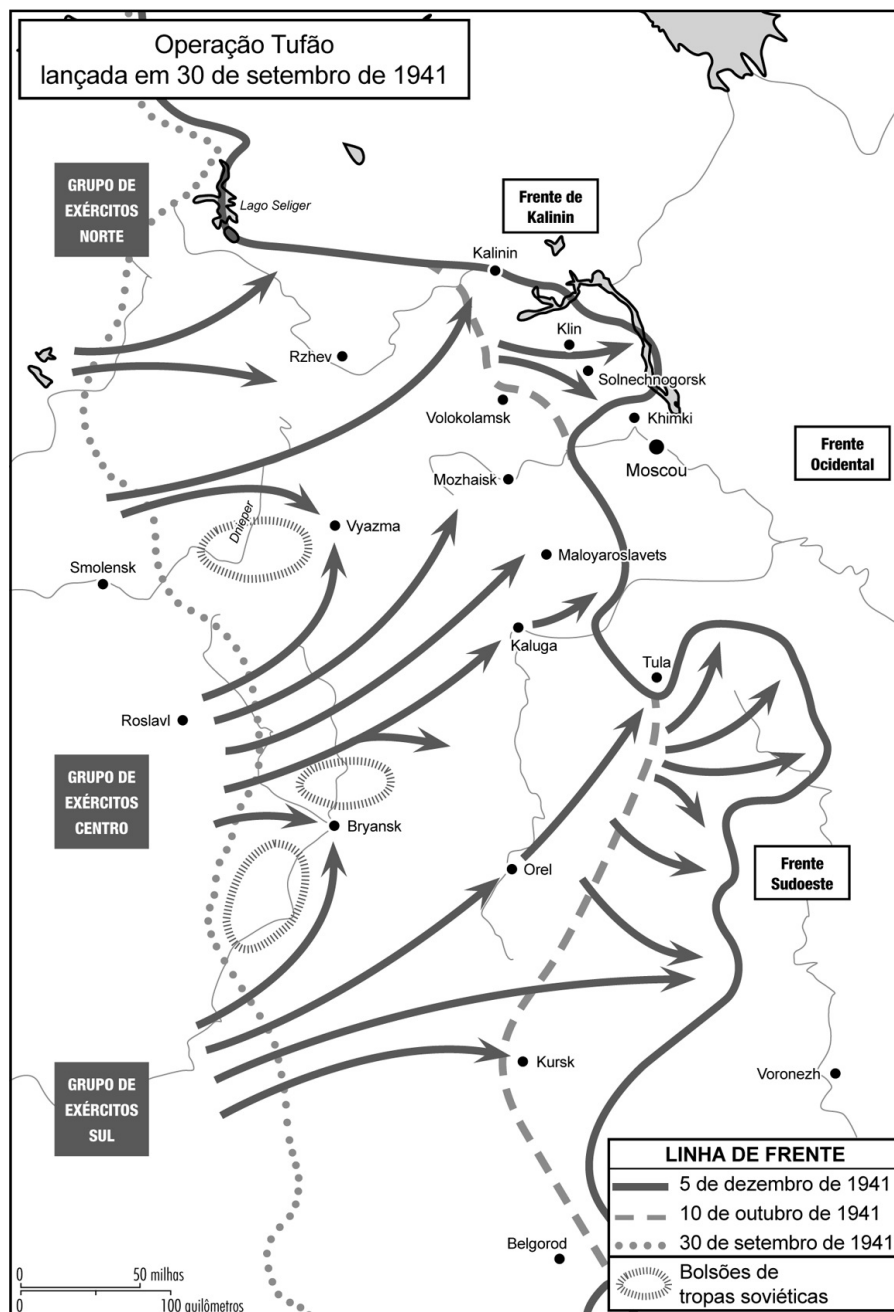 Operação Tufão
lançada em 30 de setembro de 1941
GRUPO DE
EXÉRCITOS
NORTE
Lago Seliger
Frente de
Kalinin
Kalinin
Klin
Rzhev
Solnechnogorsk
Volokolamsk
Khimki
Moscou
Frente
Ocidental
Mozhaisk
Dnieper
Vyazma
Smolensk
Maloyaroslavets
Kaluga
Tula
Roslavl
GRUPO DE
EXÉRCITOS
CENTRO
Bryansk
Orel
Frente
Sudoeste
GRUPO DE
EXÉRCITOS
SUL
Kursk
Voronezh
Belgorod
LINHA DE FRENTE
5 de dezembro de 1941
10 de outubro de 1941
30 de setembro de 1941
Bolsões de
tropas soviéticas
0 50 milhas
0 100 quilômetros